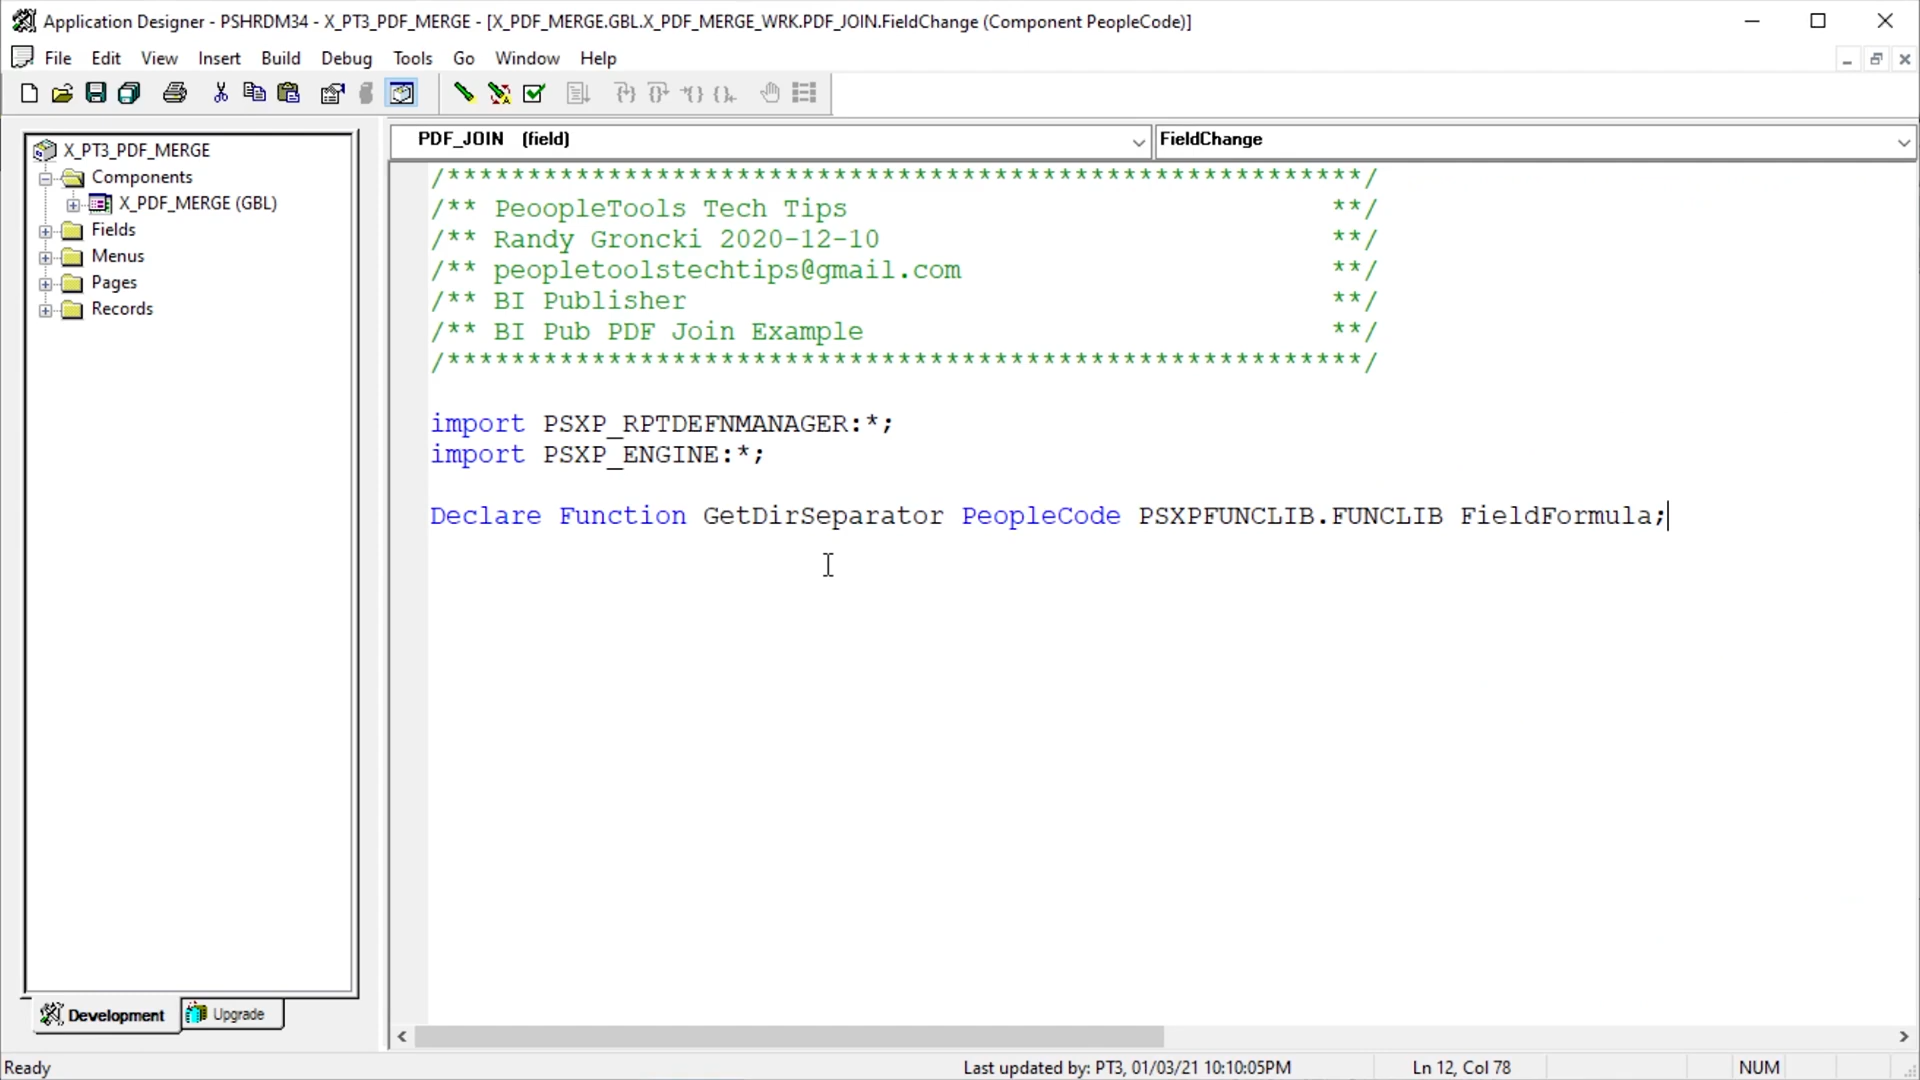 Application Designer - PSHRDM34 - X_PT3_PDF_MERGE - [X_PDF_MERGE.GBL.X_PDF_MERGE_WRK.PDF_JOIN.FieldChange (Component PeopleCode)]
File Edit View Insert Build Debug Tools Go Window Help
X_PT3_PDF_MERGE
Components
X_PDF_MERGE (GBL)
Fields
Menus
Pages
Records
Development
Upgrade
PDF_JOIN (field)
FieldChange
/*********************************************************/
/** PeoopleTools Tech Tips **/
/** Randy Groncki 2020-12-10 **/
/** peopletoolstechtips@gmail.com **/
/** BI Publisher **/
/** BI Pub PDF Join Example **/
/*********************************************************/
import PSXP_RPTDEFNMANAGER:*;
import PSXP_ENGINE:*;
Declare Function GetDirSeparator PeopleCode PSXPFUNCLIB.FUNCLIB FieldFormula;
Ready
Last updated by: PT3, 01/03/21 10:10:05PM
Ln 12, Col 78
NUM